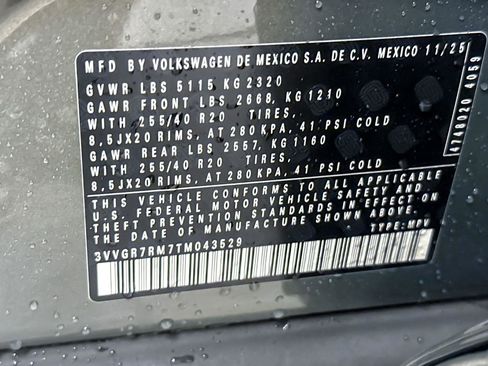 MFD BY VOLKSWAGEN DE MEXICO S.A. DE C.V. MEXICO 11/25
GVWR LBS 5115 KG 2320
GAWR FRONT LBS 2668, KG 1210
WITH 255/40 R20 TIRES,
8,5JX20 RIMS, AT 280 KPA, 41 PSI COLD
GAWR REAR LBS 2557, KG1160
WITH 255/40 R20 TIRES,
8,5JX20 RIMS, AT 280 KPA, 41 PSI COLD
THIS VEHICLE CONFORMS TO ALL APPLICABLE
U.S. FEDERAL MOTOR VEHICLE SAFETY AND
THEFT PREVENTION STANDARDS IN EFFECT ON
THE DATE OF MANUFACTURE SHOWN ABOVE.
3VVGR7RM7TM043529 TYPE: MPV
4059